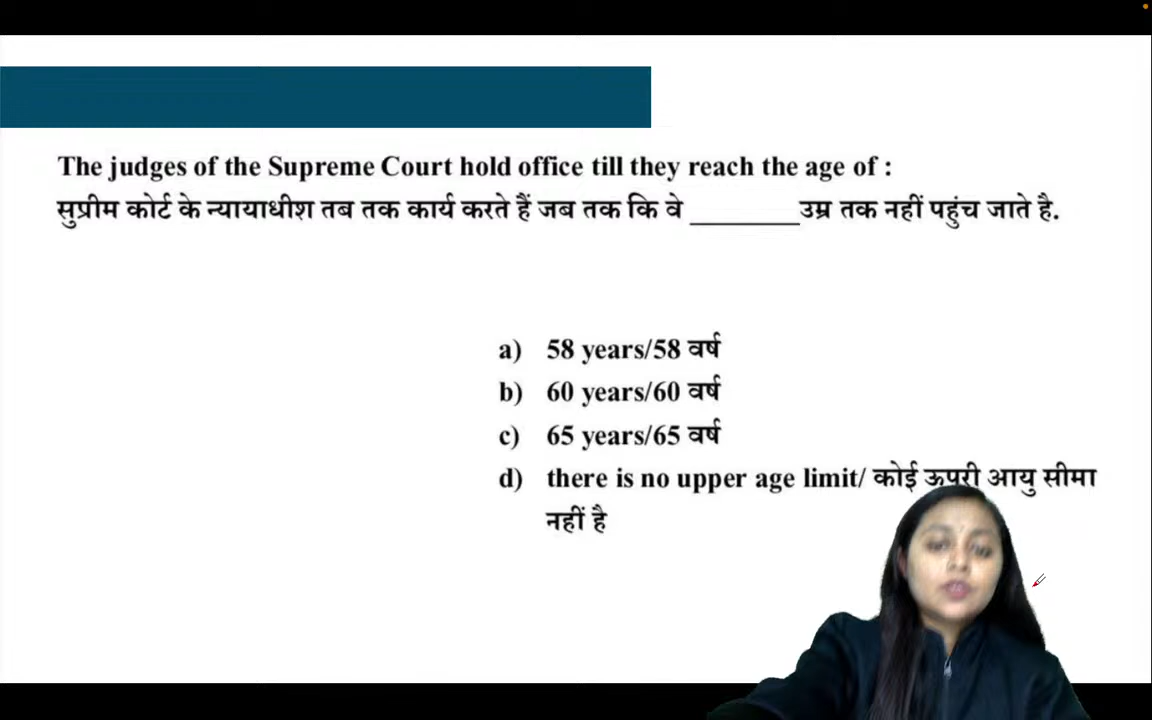 The judges of the Supreme Court hold office till they reach the age of :
सुप्रीम कोर्ट के न्यायाधीश तब तक कार्य करते हैं जब तक कि वे ________उम्र तक नहीं पहुंच जाते है.
a) 58 years/58 वर्ष
b) 60 years/60 वर्ष
c) 65 years/65 वर्ष
d) there is no upper age limit/ कोई ऊपरी आयु सीमा
नहीं है